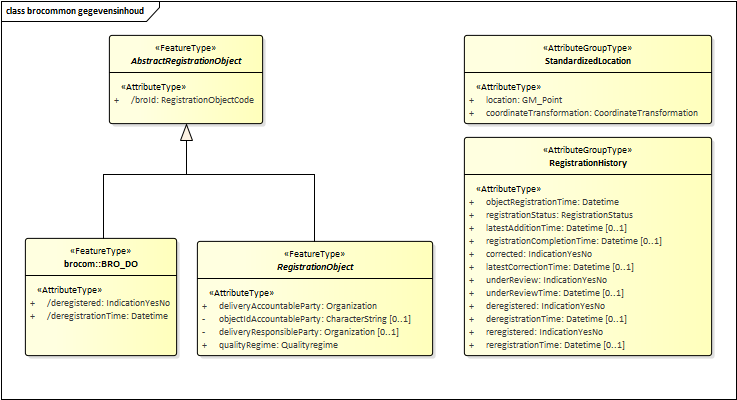 class brocommon gegevensinhoud
«FeatureType»
AbstractRegistrationObject
«AttributeType»
+ /broId: RegistrationObjectCode
«AttributeGroupType»
StandardizedLocation
«AttributeType»
+ location: GM_Point
+ coordinateTransformation: CoordinateTransformation
«AttributeGroupType»
RegistrationHistory
«AttributeType»
+ objectRegistrationTime: Datetime
+ registrationStatus: RegistrationStatus
+ latestAdditionTime: Datetime [0..1]
+ registrationCompletionTime: Datetime [0..1]
+ corrected: IndicationYesNo
+ latestCorrectionTime: Datetime [0..1]
+ underReview: IndicationYesNo
+ underReviewTime: Datetime [0..1]
+ deregistered: IndicationYesNo
+ deregistrationTime: Datetime [0..1]
+ reregistered: IndicationYesNo
+ reregistrationTime: Datetime [0..1]
«FeatureType»
brocom::BRO_DO
«AttributeType»
+ /deregistered: IndicationYesNo
+ /deregistrationTime: Datetime
«FeatureType»
RegistrationObject
«AttributeType»
+ deliveryAccountableParty: Organization
- objectIdAccountableParty: CharacterString [0..1]
- deliveryResponsibleParty: Organization [0..1]
+ qualityRegime: Qualityregime